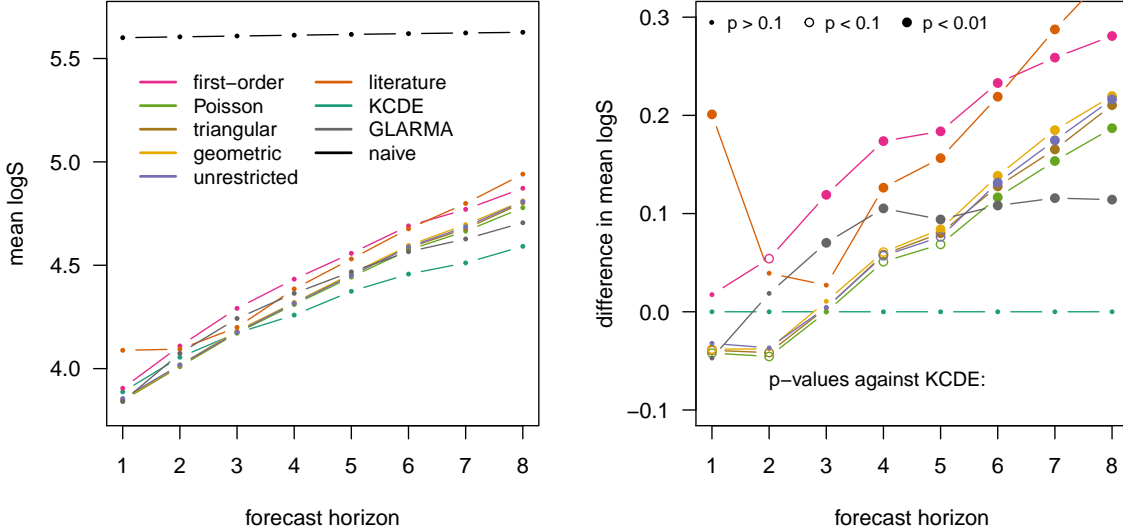 mean logS
5.5
5.0
4.5
4.0
first−order
Poisson
triangular
geometric
unrestricted
literature
KCDE
GLARMA
naive
1 2 3 4 5 6 7 8
forecast horizon
difference in mean logS
0.3
0.2
0.1
0.0
−0.1
p > 0.1 p < 0.1 p < 0.01
p−values against KCDE:
1 2 3 4 5 6 7 8
forecast horizon